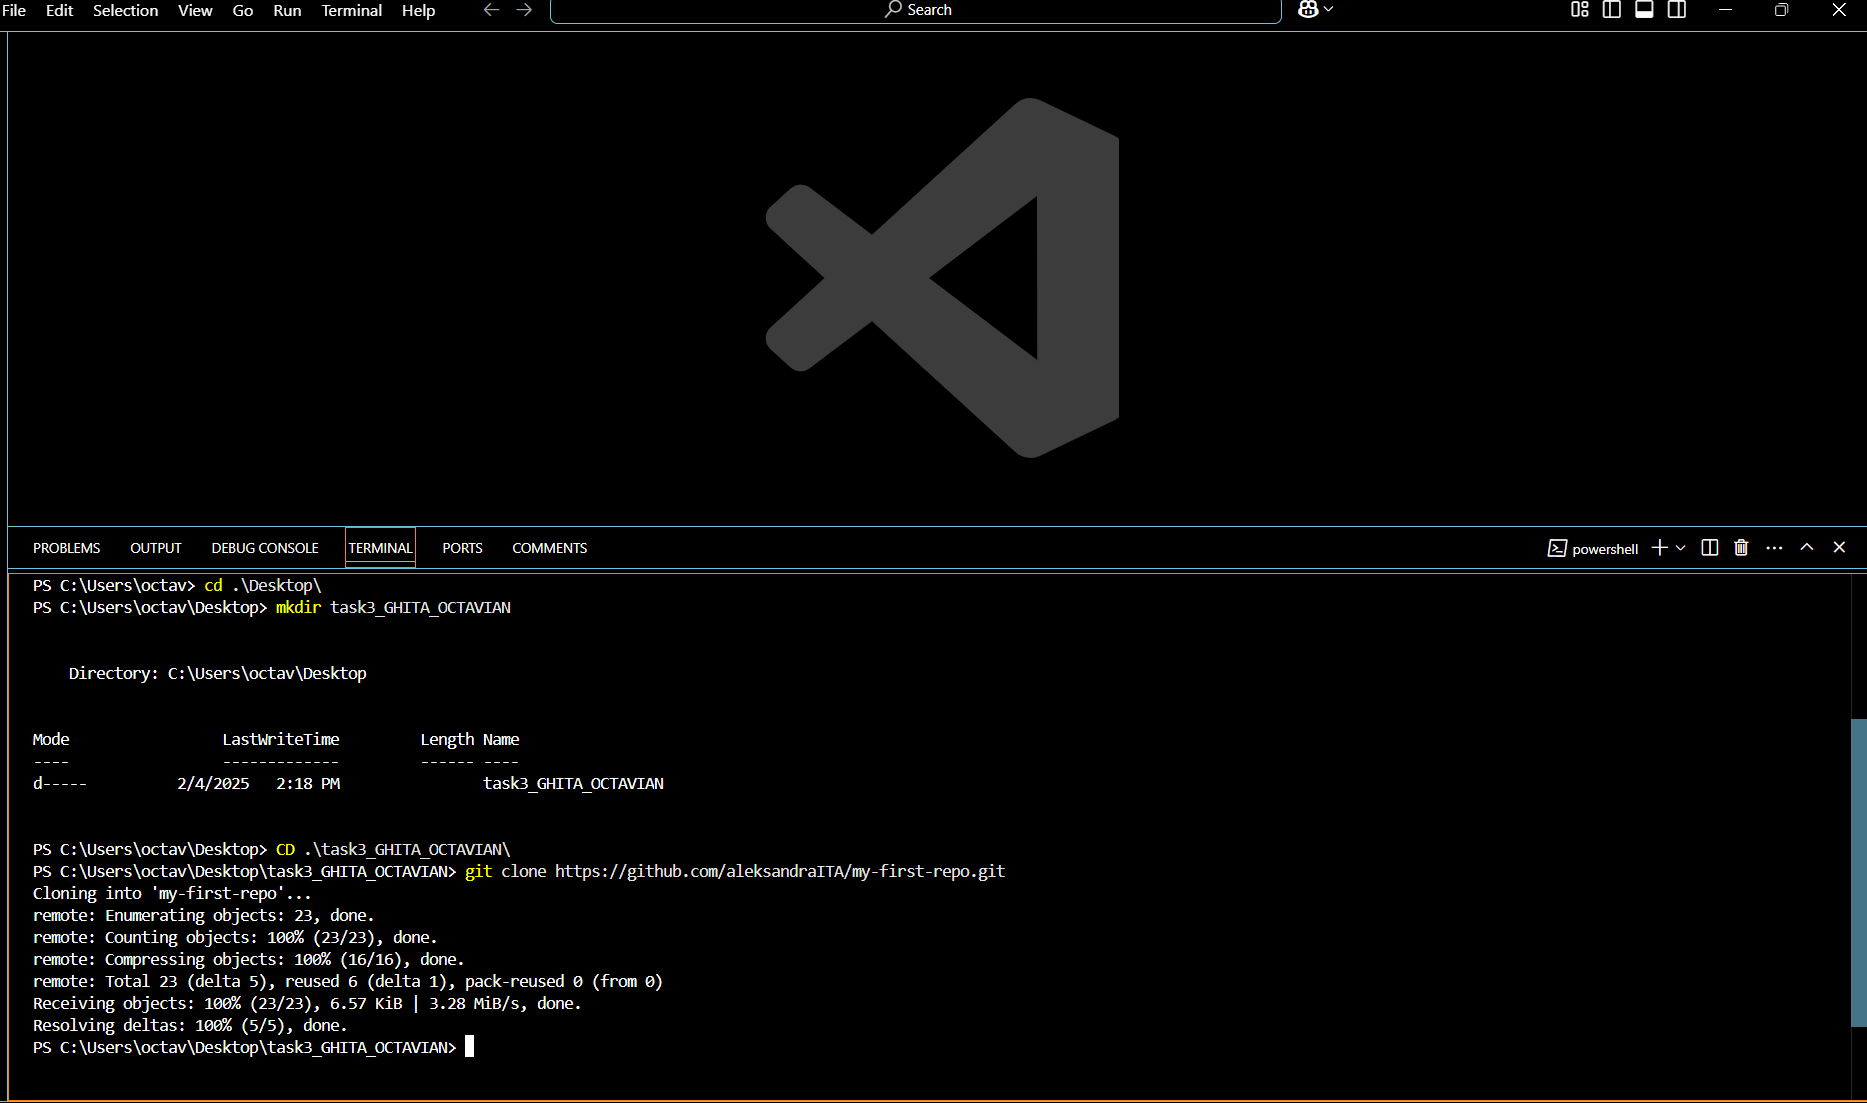 File Edit Selection View Go Run Terminal Help Search
PROBLEMS OUTPUT DEBUG CONSOLE TERMINAL PORTS COMMENTS powershell
PS C:\Users\octav> cd .\Desktop\
PS C:\Users\octav\Desktop> mkdir task3_GHITA_OCTAVIAN
Directory: C:\Users\octav\Desktop
Mode LastWriteTime Length Name
---- ------------- ------ ----
d----- 2/4/2025 2:18 PM task3_GHITA_OCTAVIAN
PS C:\Users\octav\Desktop> CD .\task3_GHITA_OCTAVIAN\
PS C:\Users\octav\Desktop\task3_GHITA_OCTAVIAN> git clone https://github.com/aleksandraITA/my-first-repo.git
Cloning into 'my-first-repo'...
remote: Enumerating objects: 23, done.
remote: Counting objects: 100% (23/23), done.
remote: Compressing objects: 100% (16/16), done.
remote: Total 23 (delta 5), reused 6 (delta 1), pack-reused 0 (from 0)
Receiving objects: 100% (23/23), 6.57 KiB | 3.28 MiB/s, done.
Resolving deltas: 100% (5/5), done.
PS C:\Users\octav\Desktop\task3_GHITA_OCTAVIAN>